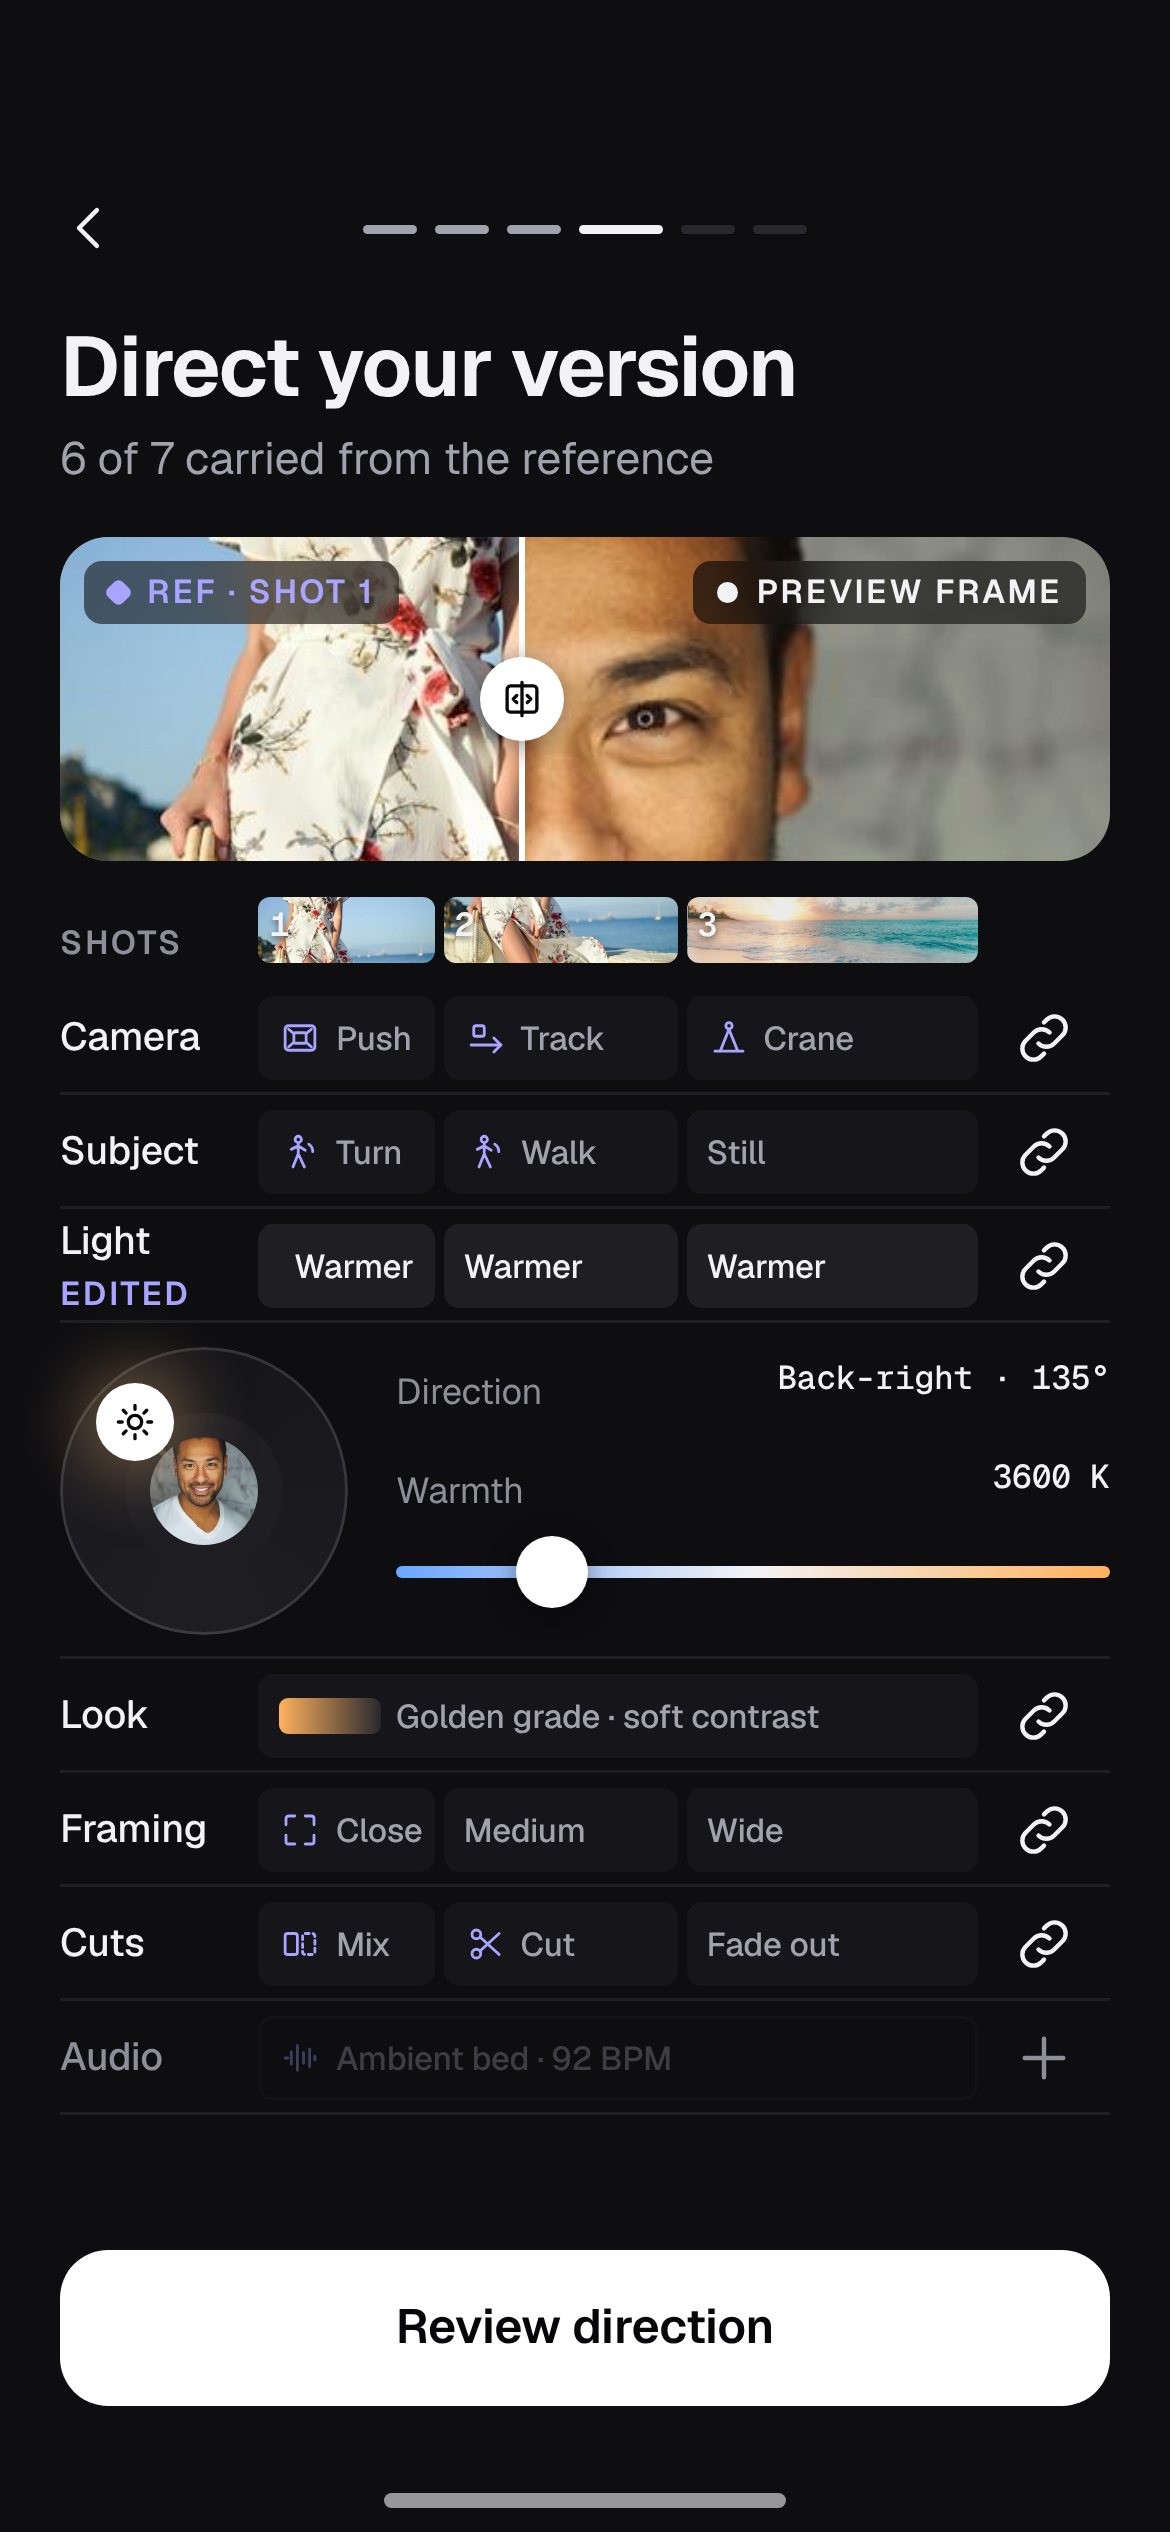 Direct your version
6 of 7 carried from the reference
REF · SHOT 1
PREVIEW FRAME
SHOTS
1
2
3
Camera
Push
Track
Crane
Subject
Turn
Walk
Still
Light
EDITED
Warmer
Warmer
Warmer
Direction
Back-right · 135°
Warmth
3600 K
Look
Golden grade · soft contrast
Framing
Close
Medium
Wide
Cuts
Mix
Cut
Fade out
Audio
Ambient bed · 92 BPM
Review direction